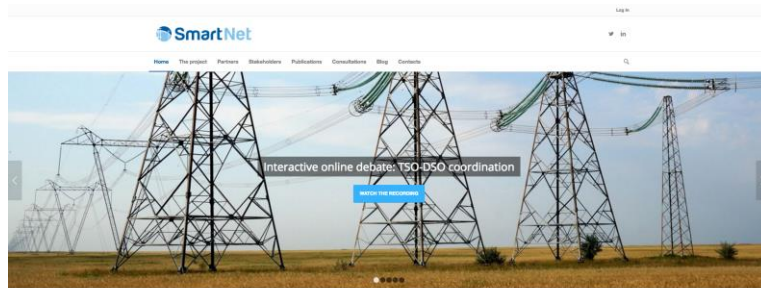 Log in
SmartNet
Home The project Partners Stakeholders Publications Consultations Blog Contacts
Interactive online debate: TSO-DSO coordination
WATCH THE RECORDING